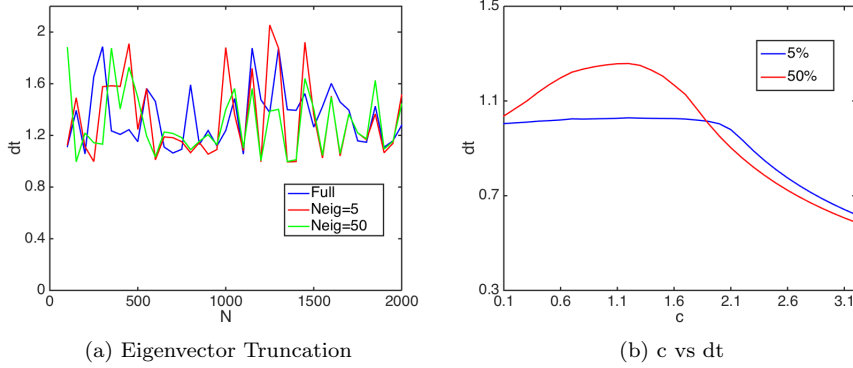 2
1.6
1.2
0.8
0.4
0
dt
Full
Neig=5
Neig=50
0 500 1000 1500 2000
N
(a) Eigenvector Truncation
1.5
1.1
0.7
0.3
dt
5%
50%
0.1 0.6 1.1 1.6 2.1 2.6 3.1
c
(b) c vs dt